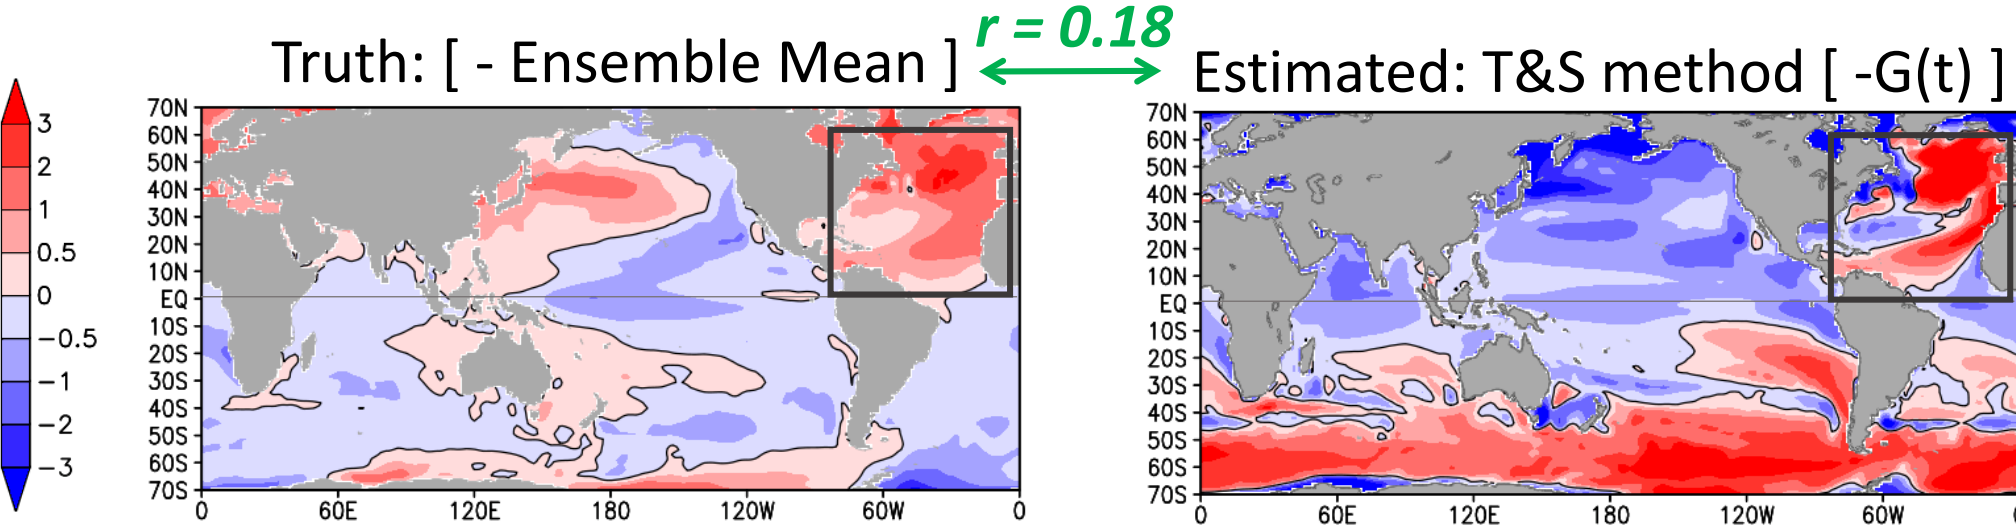 r = 0.18
Truth: [ - Ensemble Mean ]
Estimated: T&S method [ -G(t) ]
3
2
1
0.5
0
−0.5
−1
−2
−3
70N
60N
50N
40N
30N
20N
10N
EQ
10S
20S
30S
40S
50S
60S
70S
0 60E 120E 180 120W 60W 0
70N
60N
50N
40N
30N
20N
10N
EQ
10S
20S
30S
40S
50S
60S
70S
0 60E 120E 180 120W 60W